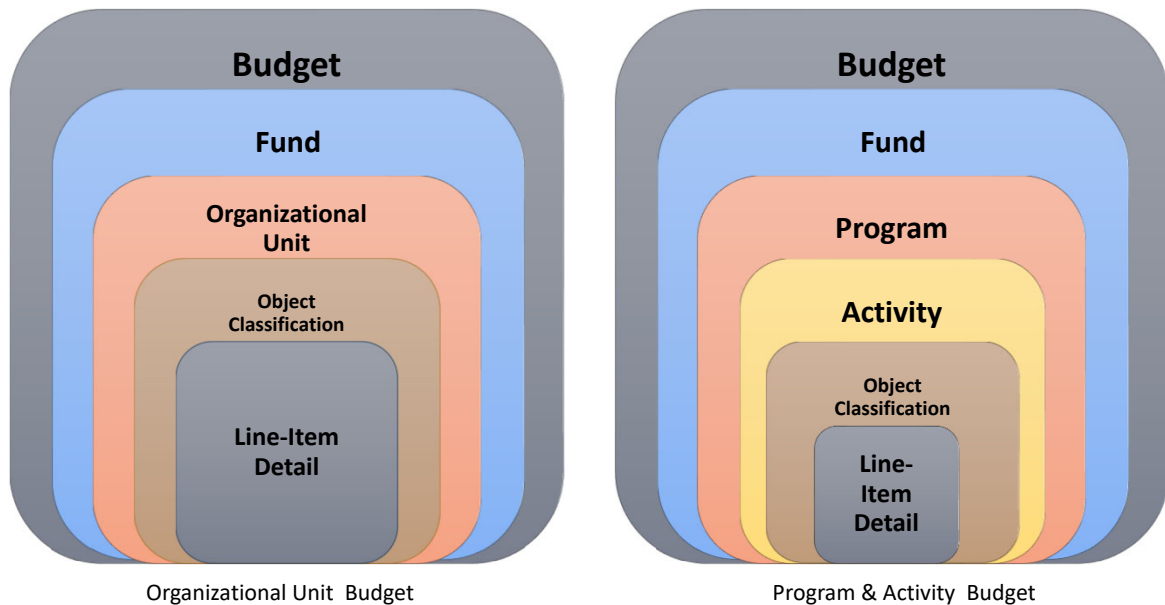 Budget
Fund
Organizational
Unit
Object
Classification
Line-Item
Detail
Organizational Unit Budget
Budget
Fund
Program
Activity
Object
Classification
Line-
Item
Detail
Program & Activity Budget